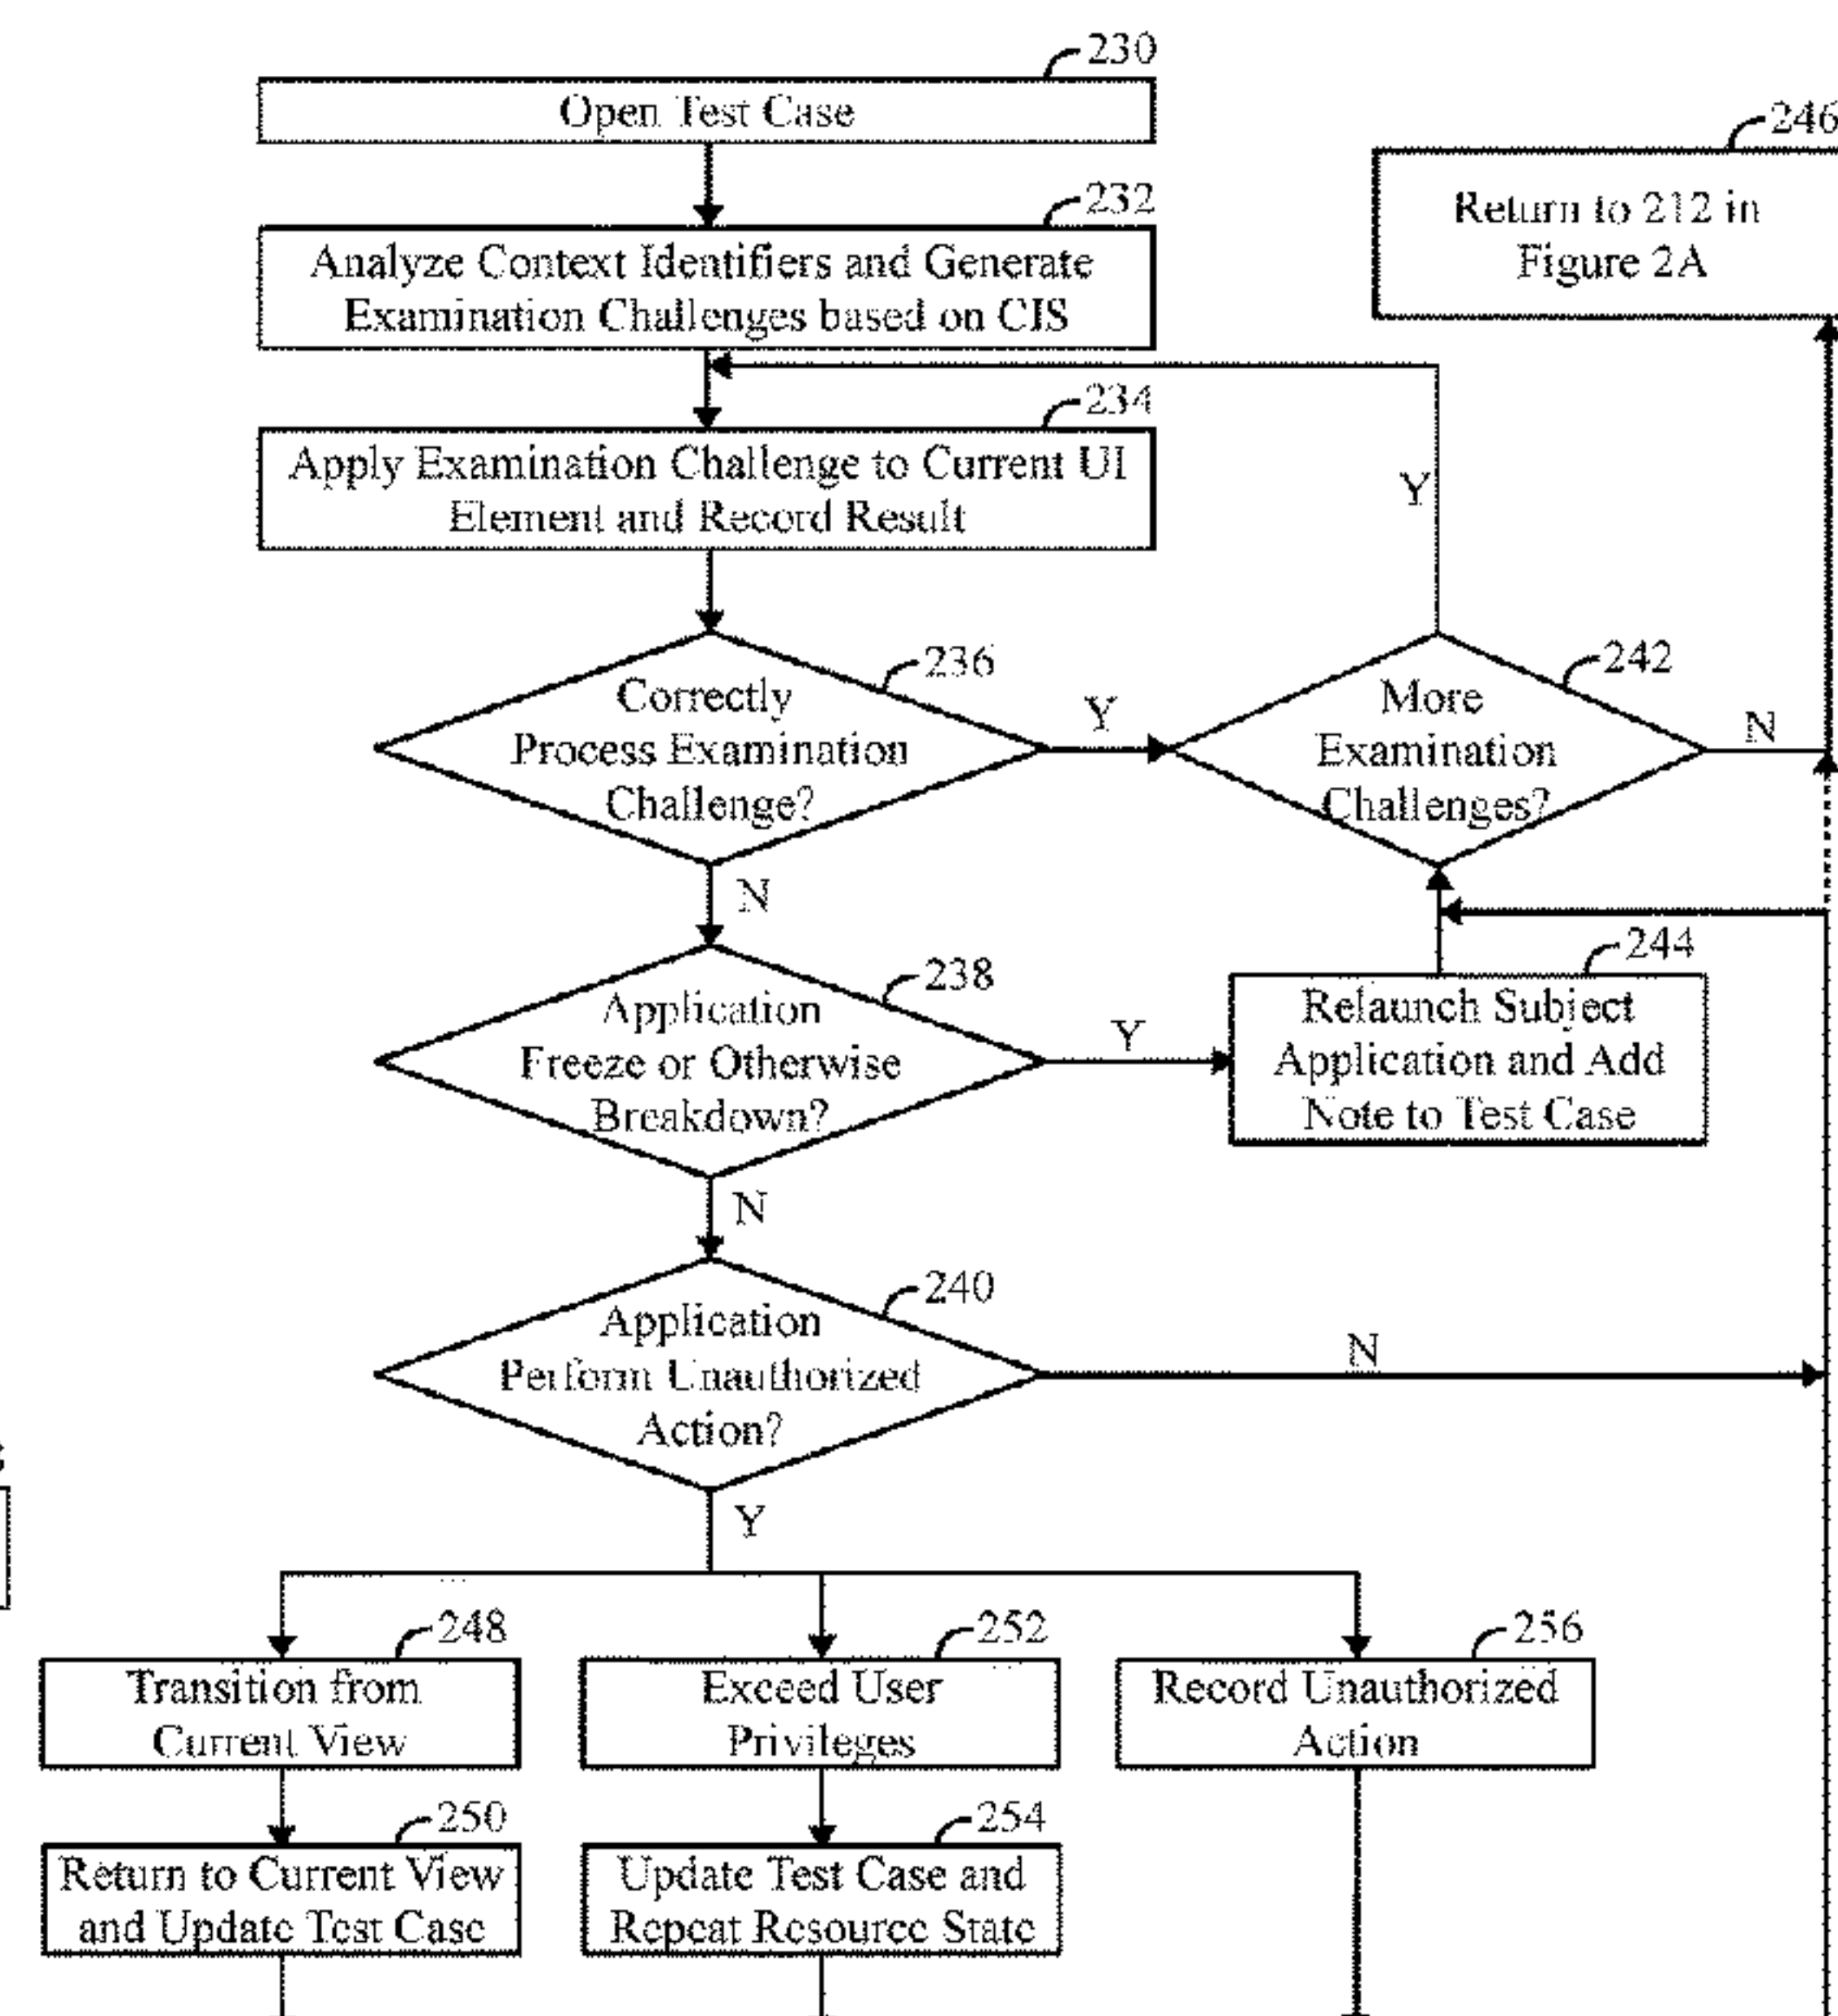 230
Open Test Case
246
Return to 212 in
Figure 2A
232
Analyze Context Identifiers and Generate
Examination Challenges based on CIS
234
Apply Examination Challenge to Current UI
Element and Record Result
Y
236
Correctly
Process Examination
Challenge?
Y
242
More
Examination
Challenges?
N
N
238
Application
Freeze or Otherwise
Breakdown?
Y
244
Relaunch Subject
Application and Add
Note to Test Case
N
240
Application
Perform Unauthorized
Action?
N
Y
248
Transition from
Current View
252
Exceed User
Privileges
256
Record Unauthorized
Action
250
Return to Current View
and Update Test Case
254
Update Test Case and
Repeat Resource State